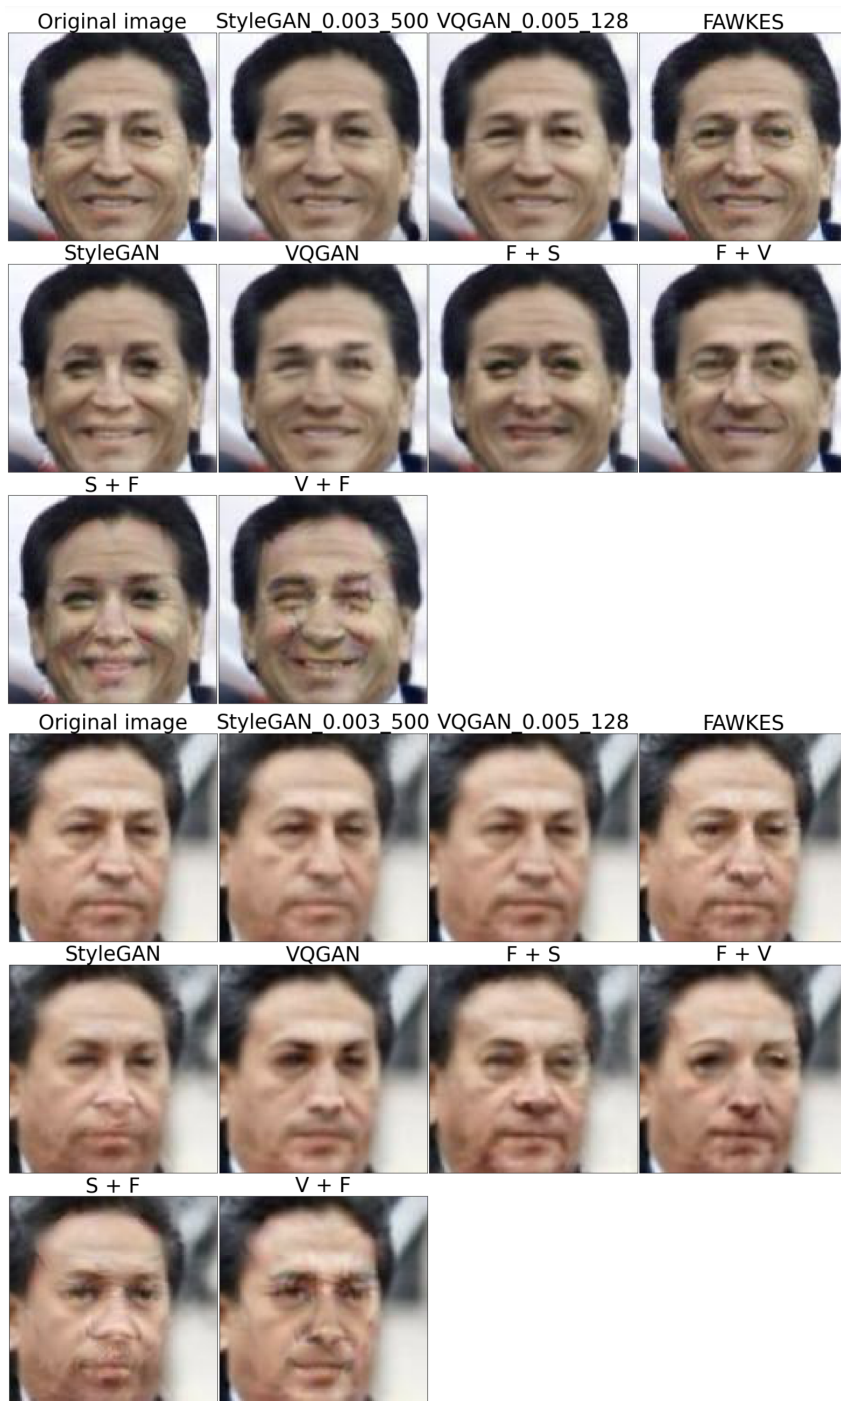 Original image StyleGAN_0.003_500 VQGAN_0.005_128 FAWKES
StyleGAN VQGAN F + S F + V
S + F V + F
Original image StyleGAN_0.003_500 VQGAN_0.005_128 FAWKES
StyleGAN VQGAN F + S F + V
S + F V + F